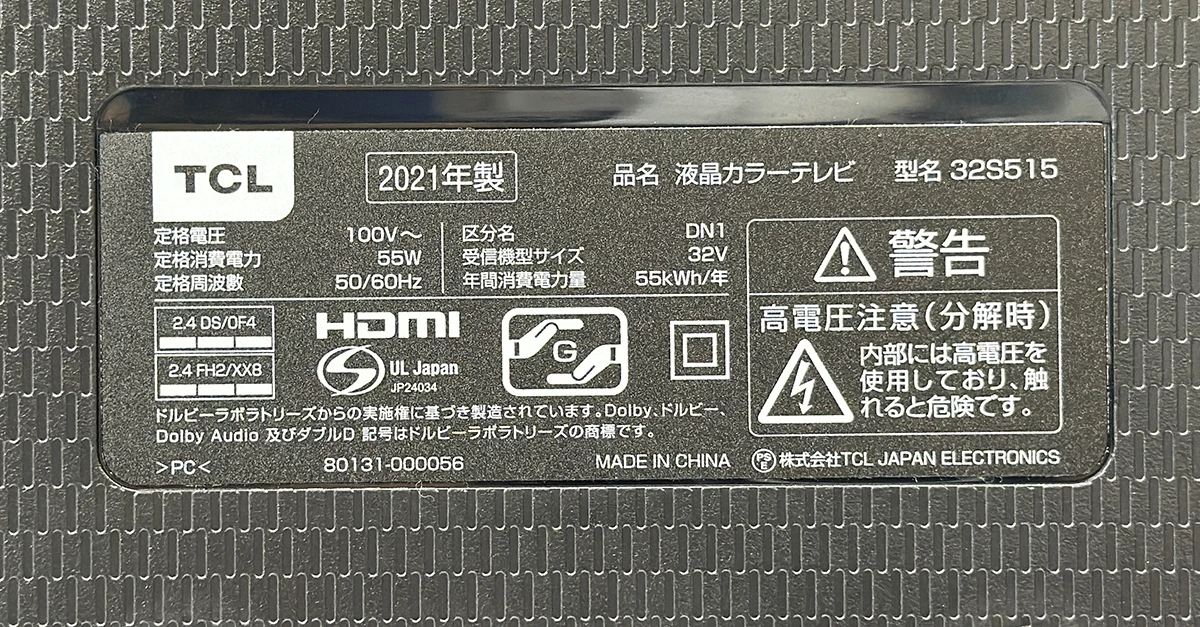 TCL
2021年製
品名 液晶カラーテレビ 型名 32S515
定格電圧 100V～
定格消費電力 55W
定格周波数 50/60Hz
区分名 DN1
受信機型サイズ 32V
年間消費電力量 55kWh/年
2.4 DS/OF4
2.4 FH2/XX8
HDMI
S
UL Japan
JP24034
G
警告
高電圧注意(分解時)
内部には高電圧を
使用しており、触
れると危険です。
ドルビーラボラトリーズからの実施権に基づき製造されています。Dolby、ドルビー、
Dolby Audio 及びダブルD 記号はドルビーラボラトリーズの商標です。
>PC< 80131-000056 MADE IN CHINA
PSE 株式会社TCL JAPAN ELECTRONICS